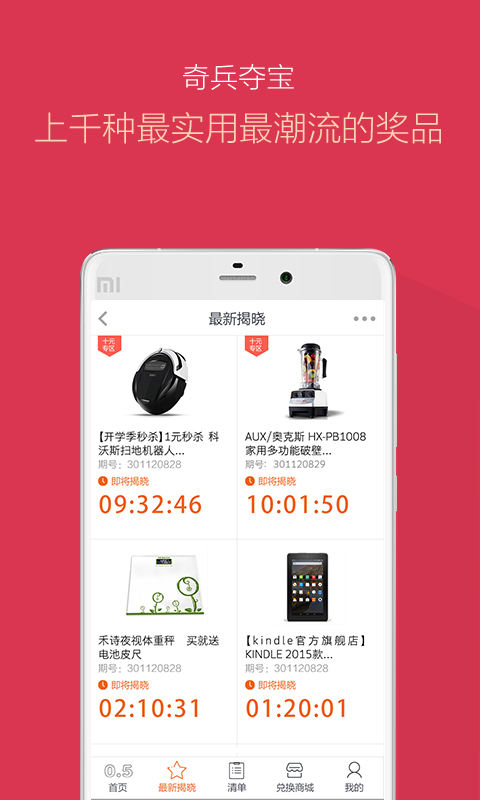 奇兵夺宝
上千种最实用最潮流的奖品
mi
最新揭晓
十元
专区
【开学季秒杀】1元秒杀 科
沃斯扫地机器人...
期号：301120828
即将揭晓
09:32:46
十元
专区
AUX/奥克斯 HX-PB1008
家用多功能破壁...
期号：301120829
即将揭晓
10:01:50
禾诗夜视体重秤 买就送
电池皮尺
期号：301120828
即将揭晓
02:10:31
【kindle官方旗舰店】
KINDLE 2015款...
期号：301120828
即将揭晓
01:20:01
0.5
首页
最新揭晓
清单
兑换商城
我的